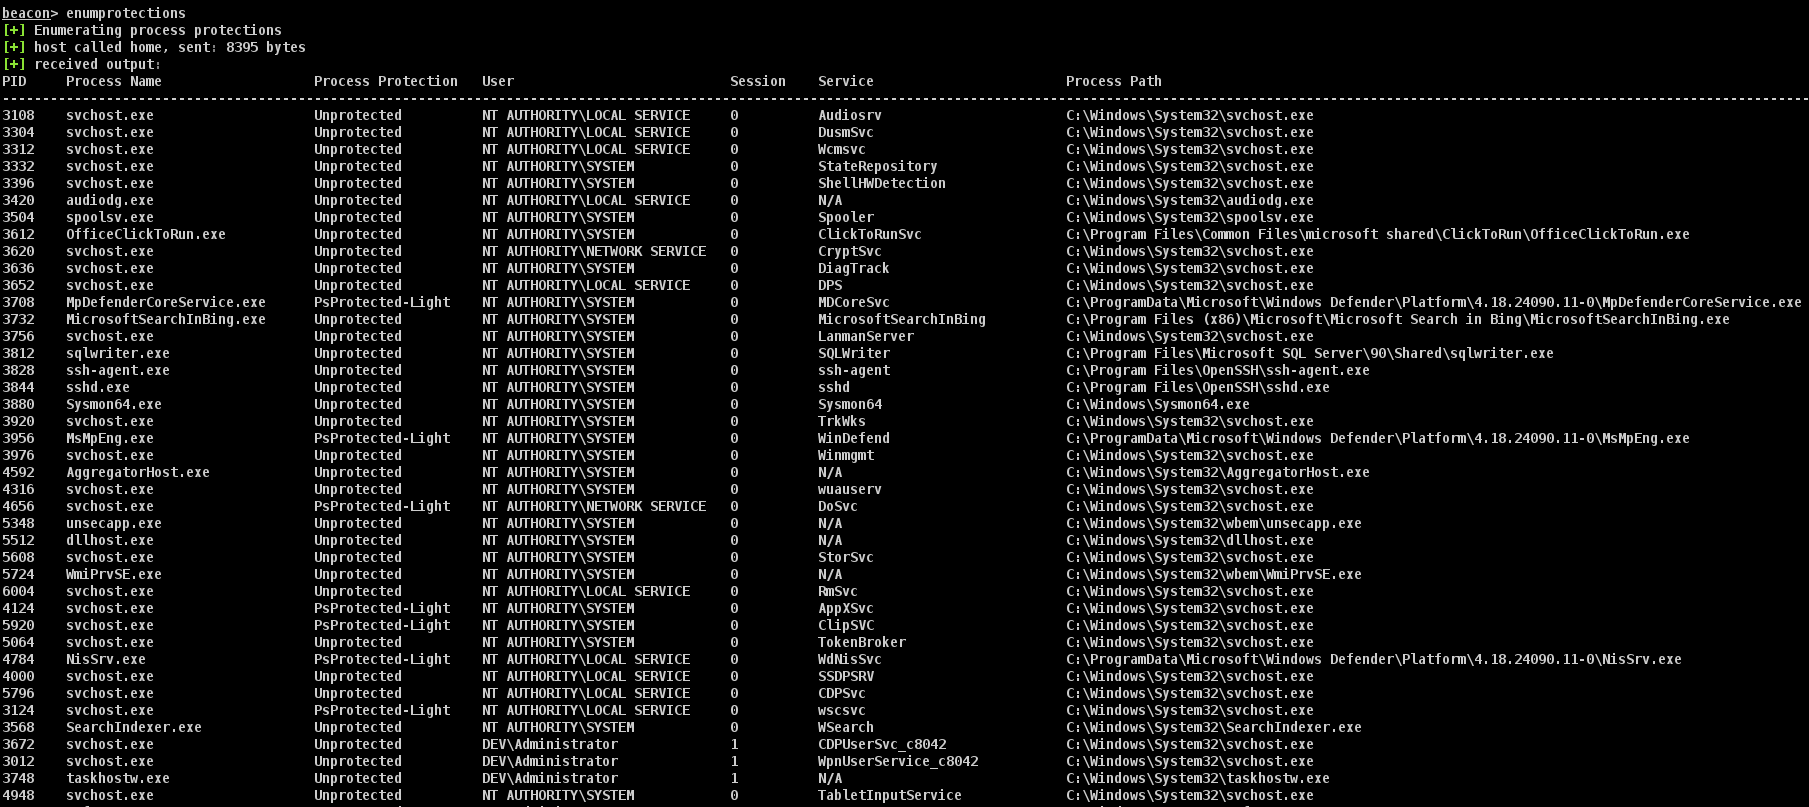 beacon> enumprotections
[+] Enumerating process protections
[+] host called home, sent: 8395 bytes
[+] received output:
PID     Process Name                   Process Protection   User                           Session    Service                        Process Path
----------------------------------------------------------------------------------------------------------------------------------------------------------------------------------------------------------------------------------
3108    svchost.exe                    Unprotected          NT AUTHORITY\LOCAL SERVICE     0          Audiosrv                       C:\Windows\System32\svchost.exe
3304    svchost.exe                    Unprotected          NT AUTHORITY\LOCAL SERVICE     0          DusmSvc                        C:\Windows\System32\svchost.exe
3312    svchost.exe                    Unprotected          NT AUTHORITY\LOCAL SERVICE     0          Wcmsvc                         C:\Windows\System32\svchost.exe
3332    svchost.exe                    Unprotected          NT AUTHORITY\SYSTEM            0          StateRepository                C:\Windows\System32\svchost.exe
3396    svchost.exe                    Unprotected          NT AUTHORITY\SYSTEM            0          ShellHWDetection               C:\Windows\System32\svchost.exe
3420    audiodg.exe                    Unprotected          NT AUTHORITY\LOCAL SERVICE     0          N/A                            C:\Windows\System32\audiodg.exe
3504    spoolsv.exe                    Unprotected          NT AUTHORITY\SYSTEM            0          Spooler                        C:\Windows\System32\spoolsv.exe
3612    OfficeClickToRun.exe           Unprotected          NT AUTHORITY\SYSTEM            0          ClickToRunSvc                  C:\Program Files\Common Files\microsoft shared\ClickToRun\OfficeClickToRun.exe
3620    svchost.exe                    Unprotected          NT AUTHORITY\NETWORK SERVICE   0          CryptSvc                       C:\Windows\System32\svchost.exe
3636    svchost.exe                    Unprotected          NT AUTHORITY\SYSTEM            0          DiagTrack                      C:\Windows\System32\svchost.exe
3652    svchost.exe                    Unprotected          NT AUTHORITY\LOCAL SERVICE     0          DPS                            C:\Windows\System32\svchost.exe
3708    MpDefenderCoreService.exe      PsProtected-Light    NT AUTHORITY\SYSTEM            0          MDCoreSvc                      C:\ProgramData\Microsoft\Windows Defender\Platform\4.18.24090.11-0\MpDefenderCoreService.exe
3732    MicrosoftSearchInBing.exe      Unprotected          NT AUTHORITY\SYSTEM            0          MicrosoftSearchInBing          C:\Program Files (x86)\Microsoft\Microsoft Search in Bing\MicrosoftSearchInBing.exe
3756    svchost.exe                    Unprotected          NT AUTHORITY\SYSTEM            0          LanmanServer                   C:\Windows\System32\svchost.exe
3812    sqlwriter.exe                  Unprotected          NT AUTHORITY\SYSTEM            0          SQLWriter                      C:\Program Files\Microsoft SQL Server\90\Shared\sqlwriter.exe
3828    ssh-agent.exe                  Unprotected          NT AUTHORITY\SYSTEM            0          ssh-agent                      C:\Program Files\OpenSSH\ssh-agent.exe
3844    sshd.exe                       Unprotected          NT AUTHORITY\SYSTEM            0          sshd                           C:\Program Files\OpenSSH\sshd.exe
3880    Sysmon64.exe                   Unprotected          NT AUTHORITY\SYSTEM            0          Sysmon64                       C:\Windows\Sysmon64.exe
3920    svchost.exe                    Unprotected          NT AUTHORITY\SYSTEM            0          TrkWks                         C:\Windows\System32\svchost.exe
3956    MsMpEng.exe                    PsProtected-Light    NT AUTHORITY\SYSTEM            0          WinDefend                      C:\ProgramData\Microsoft\Windows Defender\Platform\4.18.24090.11-0\MsMpEng.exe
3976    svchost.exe                    Unprotected          NT AUTHORITY\SYSTEM            0          Winmgmt                        C:\Windows\System32\svchost.exe
4592    AggregatorHost.exe             Unprotected          NT AUTHORITY\SYSTEM            0          N/A                            C:\Windows\System32\AggregatorHost.exe
4316    svchost.exe                    Unprotected          NT AUTHORITY\SYSTEM            0          wuauserv                       C:\Windows\System32\svchost.exe
4656    svchost.exe                    PsProtected-Light    NT AUTHORITY\NETWORK SERVICE   0          DoSvc                          C:\Windows\System32\svchost.exe
5348    unsecapp.exe                   Unprotected          NT AUTHORITY\SYSTEM            0          N/A                            C:\Windows\System32\wbem\unsecapp.exe
5512    dllhost.exe                    Unprotected          NT AUTHORITY\SYSTEM            0          N/A                            C:\Windows\System32\dllhost.exe
5608    svchost.exe                    Unprotected          NT AUTHORITY\SYSTEM            0          StorSvc                        C:\Windows\System32\svchost.exe
5724    WmiPrvSE.exe                   Unprotected          NT AUTHORITY\SYSTEM            0          N/A                            C:\Windows\System32\wbem\WmiPrvSE.exe
6004    svchost.exe                    Unprotected          NT AUTHORITY\LOCAL SERVICE     0          RmSvc                          C:\Windows\System32\svchost.exe
4124    svchost.exe                    PsProtected-Light    NT AUTHORITY\SYSTEM            0          AppXSvc                        C:\Windows\System32\svchost.exe
5920    svchost.exe                    PsProtected-Light    NT AUTHORITY\SYSTEM            0          ClipSVC                        C:\Windows\System32\svchost.exe
5064    svchost.exe                    Unprotected          NT AUTHORITY\SYSTEM            0          TokenBroker                    C:\Windows\System32\svchost.exe
4784    NisSrv.exe                     PsProtected-Light    NT AUTHORITY\LOCAL SERVICE     0          WdNisSvc                       C:\ProgramData\Microsoft\Windows Defender\Platform\4.18.24090.11-0\NisSrv.exe
4000    svchost.exe                    Unprotected          NT AUTHORITY\LOCAL SERVICE     0          SSDPSRV                        C:\Windows\System32\svchost.exe
5796    svchost.exe                    Unprotected          NT AUTHORITY\LOCAL SERVICE     0          CDPSvc                         C:\Windows\System32\svchost.exe
3124    svchost.exe                    PsProtected-Light    NT AUTHORITY\LOCAL SERVICE     0          wscsvc                         C:\Windows\System32\svchost.exe
3568    SearchIndexer.exe              Unprotected          NT AUTHORITY\SYSTEM            0          WSearch                        C:\Windows\System32\SearchIndexer.exe
3672    svchost.exe                    Unprotected          DEV\Administrator              1          CDPUserSvc_c8042               C:\Windows\System32\svchost.exe
3012    svchost.exe                    Unprotected          DEV\Administrator              1          WpnUserService_c8042           C:\Windows\System32\svchost.exe
3748    taskhostw.exe                  Unprotected          DEV\Administrator              1          N/A                            C:\Windows\System32\taskhostw.exe
4948    svchost.exe                    Unprotected          NT AUTHORITY\SYSTEM            0          TabletInputService             C:\Windows\System32\svchost.exe